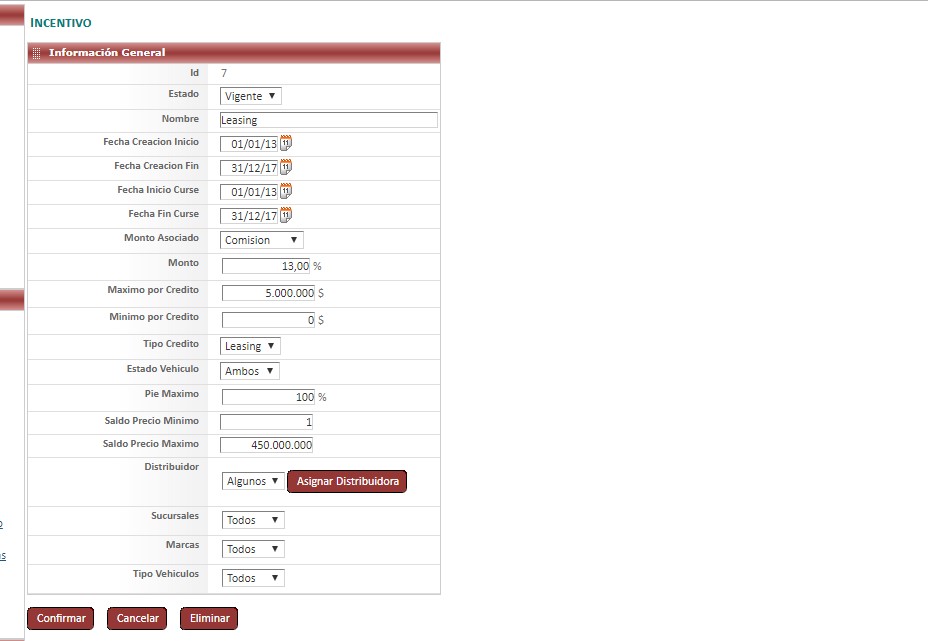 INCENTIVO
Información General
Id 7
Estado Vigente
Nombre Leasing
Fecha Creacion Inicio 01/01/13
Fecha Creacion Fin 31/12/17
Fecha Inicio Curse 01/01/13
Fecha Fin Curse 31/12/17
Monto Asociado Comision
Monto 13,00 %
Maximo por Credito 5.000.000 $
Minimo por Credito 0 $
Tipo Credito Leasing
Estado Vehiculo Ambos
Pie Maximo 100 %
Saldo Precio Minimo 1
Saldo Precio Maximo 450.000.000
Distribuidor Algunos Asignar Distribuidora
Sucursales Todos
Marcas Todos
Tipo Vehiculos Todos
Confirmar Cancelar Eliminar